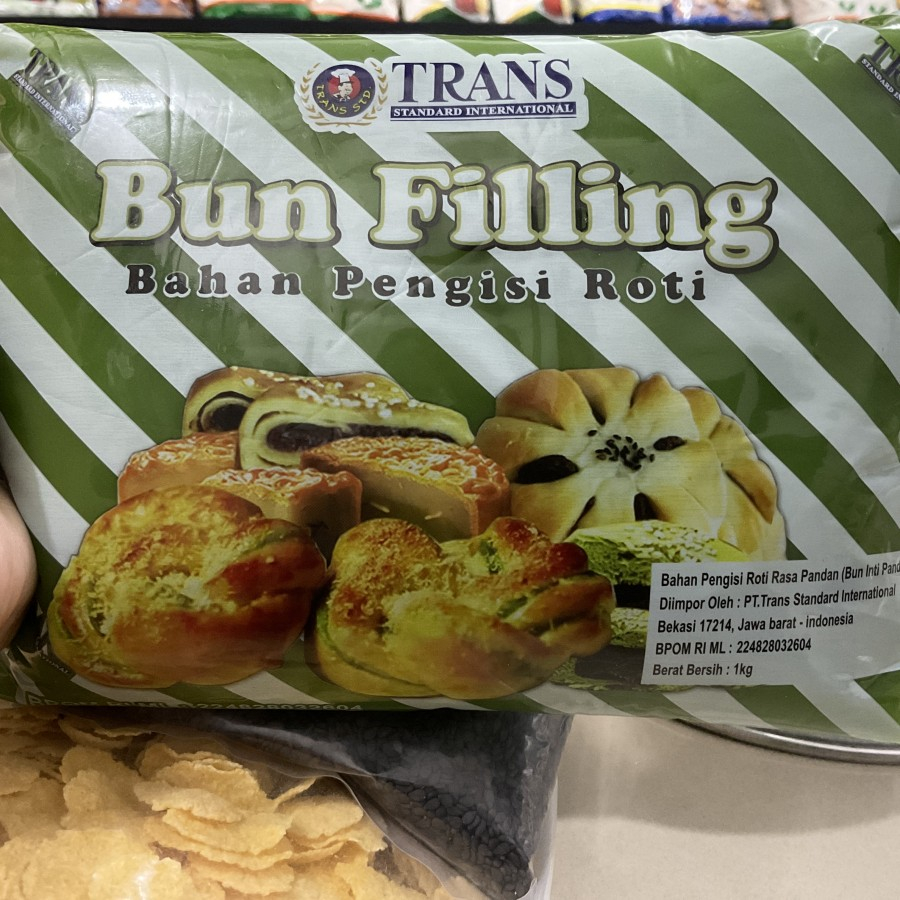 TRANS
STANDARD INTERNATIONAL
TRANS STD
Bun Filling
Bahan Pengisi Roti
Bahan Pengisi Roti Rasa Pandan (Bun Inti
Diimpor Oleh : PT.Trans Standard International
Bekasi 17214, Jawa barat - indonesia
BPOM RI ML : 224828032604
Berat Bersih : 1kg